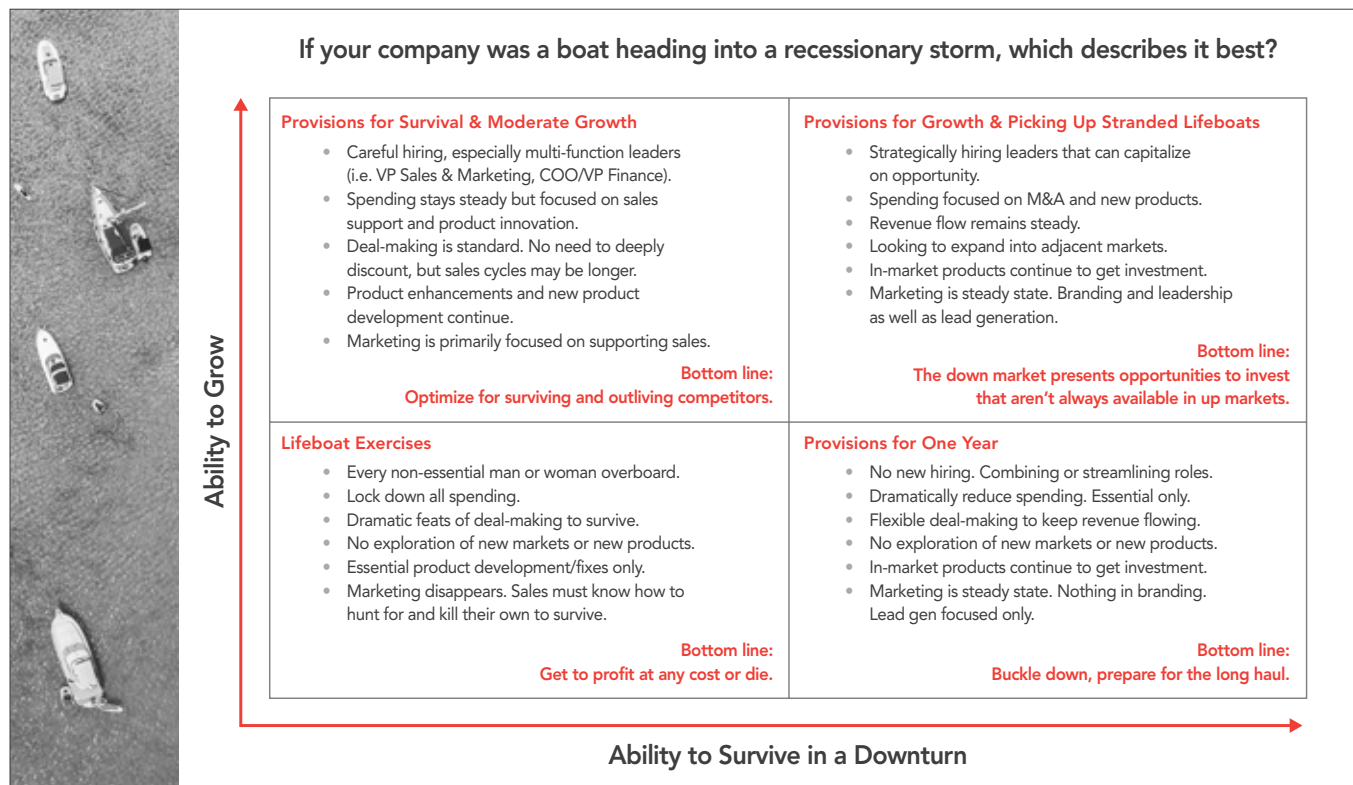 If your company was a boat heading into a recessionary storm, which describes it best?
Ability to Grow
Provisions for Survival & Moderate Growth
• Careful hiring, especially multi-function leaders
(i.e. VP Sales & Marketing, COO/VP Finance).
• Spending stays steady but focused on sales
support and product innovation.
• Deal-making is standard. No need to deeply
discount, but sales cycles may be longer.
• Product enhancements and new product
development continue.
• Marketing is primarily focused on supporting sales.
Bottom line:
Optimize for surviving and outliving competitors.
Provisions for Growth & Picking Up Stranded Lifeboats
• Strategically hiring leaders that can capitalize
on opportunity.
• Spending focused on M&A and new products.
• Revenue flow remains steady.
• Looking to expand into adjacent markets.
• In-market products continue to get investment.
• Marketing is steady state. Branding and leadership
as well as lead generation.
Bottom line:
The down market presents opportunities to invest
that aren't always available in up markets.
Lifeboat Exercises
• Every non-essential man or woman overboard.
• Lock down all spending.
• Dramatic feats of deal-making to survive.
• No exploration of new markets or new products.
• Essential product development/fixes only.
• Marketing disappears. Sales must know how to
hunt for and kill their own to survive.
Bottom line:
Get to profit at any cost or die.
Provisions for One Year
• No new hiring. Combining or streamlining roles.
• Dramatically reduce spending. Essential only.
• Flexible deal-making to keep revenue flowing.
• No exploration of new markets or new products.
• In-market products continue to get investment.
• Marketing is steady state. Nothing in branding.
Lead gen focused only.
Bottom line:
Buckle down, prepare for the long haul.
Ability to Survive in a Downturn